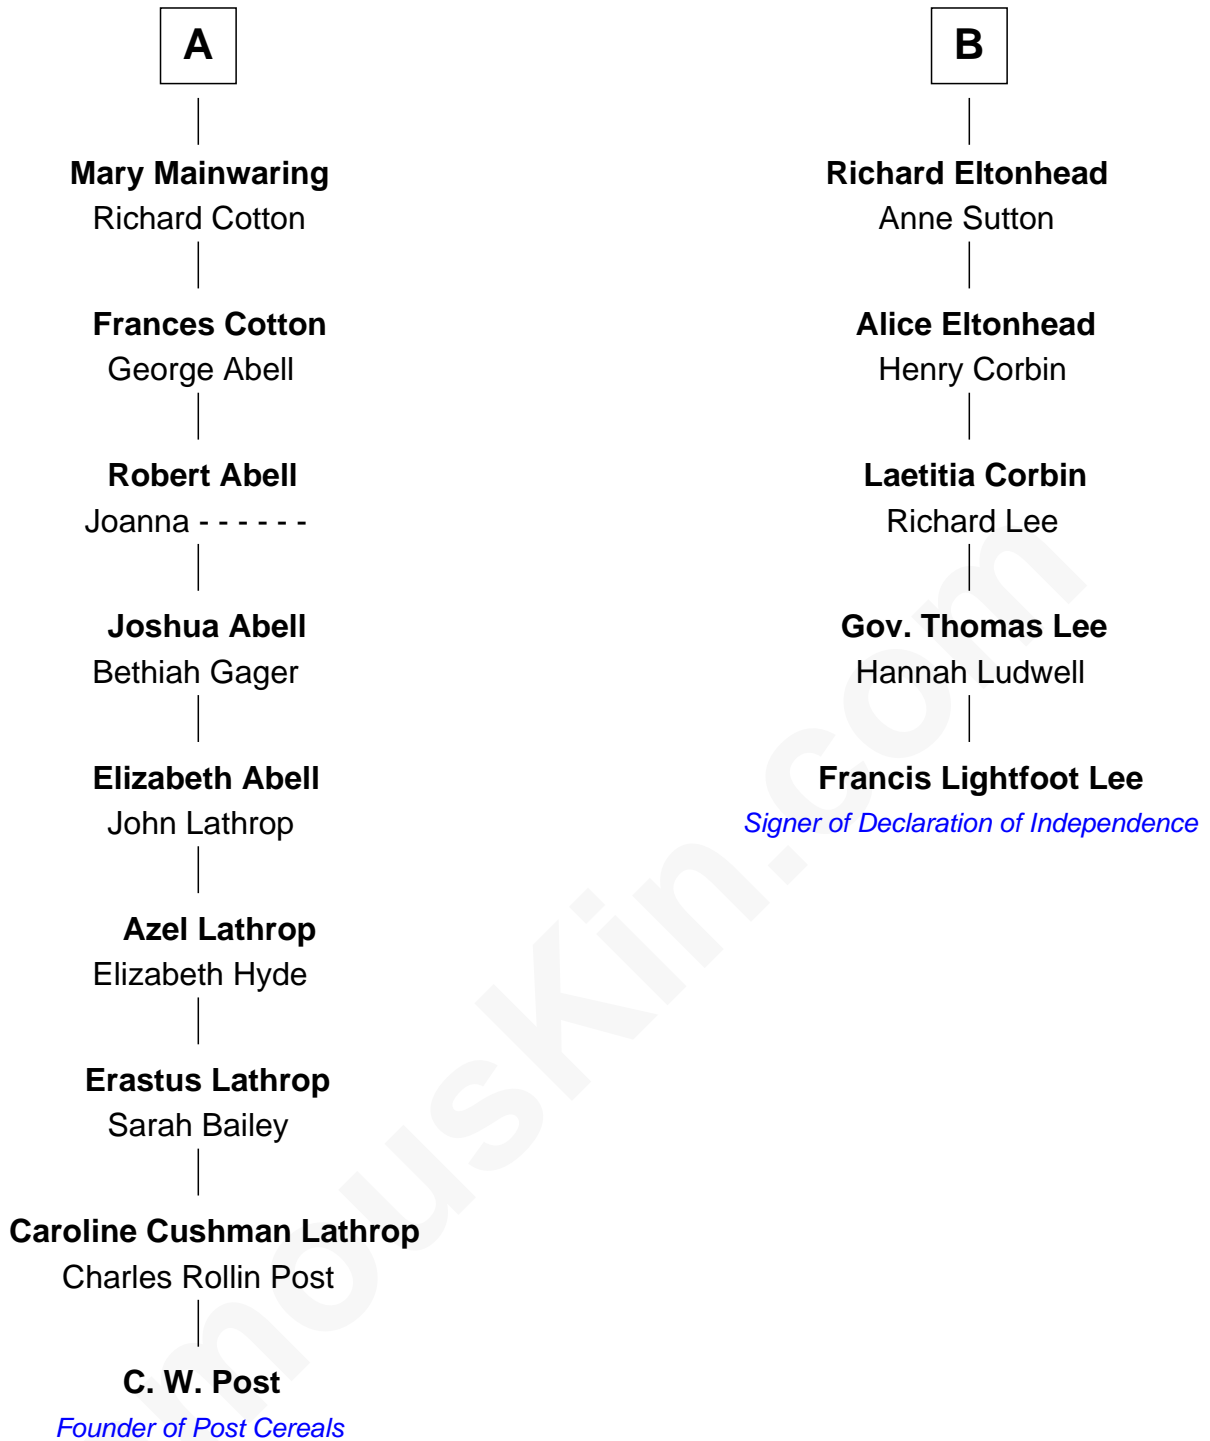 A
Mary Mainwaring
Richard Cotton
Frances Cotton
George Abell
Robert Abell
Joanna - - - - - -
Joshua Abell
Bethiah Gager
Elizabeth Abell
John Lathrop
Azel Lathrop
Elizabeth Hyde
Erastus Lathrop
Sarah Bailey
Caroline Cushman Lathrop
Charles Rollin Post
C. W. Post
Founder of Post Cereals
B
Richard Eltonhead
Anne Sutton
Alice Eltonhead
Henry Corbin
Laetitia Corbin
Richard Lee
Gov. Thomas Lee
Hannah Ludwell
Francis Lightfoot Lee
Signer of Declaration of Independence
mousKin.com